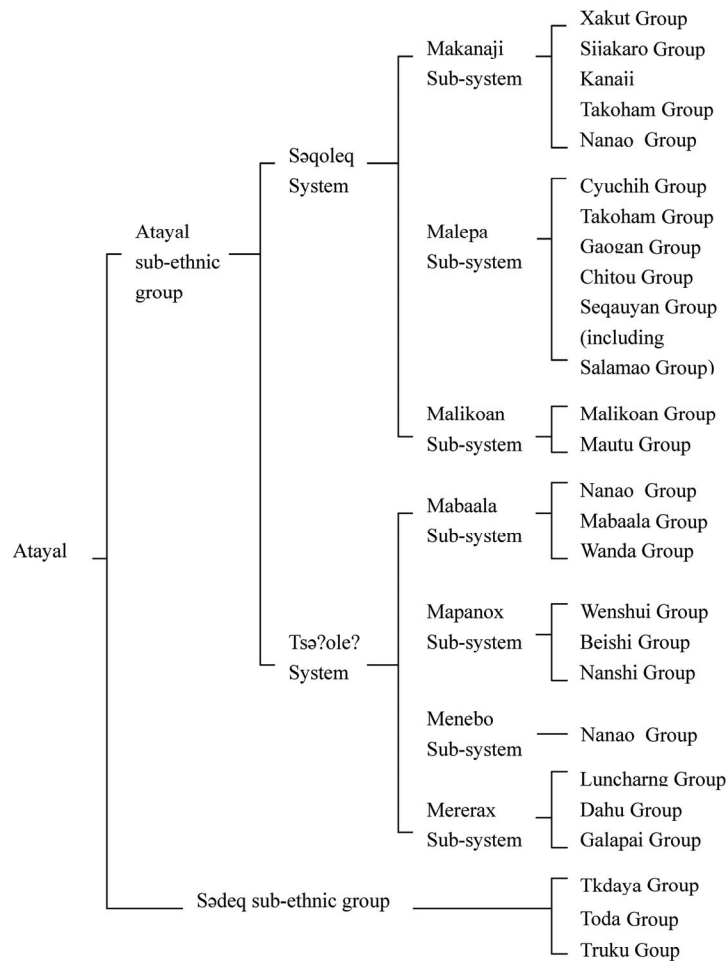 Xakut Group
Makanaji
Sub-system
Siiakaro Group
Kanaii
Takoham Group
Nanao Group
Səqoleq
System
Cyuchih Group
Takoham Group
Malepa
Sub-system
Gaogan Group
Chitou Group
Seqauyan Group
(including
Salamao Group)
Atayal
sub-ethnic
group
Malikoan
Sub-system
Malikoan Group
Mautu Group
Mabaala
Sub-system
Nanao Group
Mabaala Group
Wanda Group
Atayal
Mapanox
Sub-system
Wenshui Group
Beishi Group
Nanshi Group
Tsə?ole?
System
Menebo
Sub-system
Nanao Group
Mererax
Sub-system
Luncharng Group
Dahu Group
Galapai Group
Sədeq sub-ethnic group
Tkdaya Group
Toda Group
Truku Goup